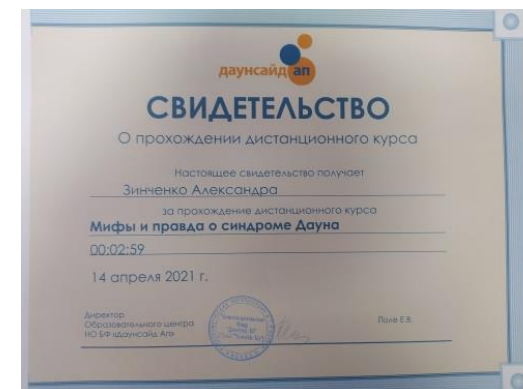 даунсайд ап
СВИДЕТЕЛЬСТВО
О прохождении дистанционного курса
Настоящее свидетельство получает
Зинченко Александра
за прохождение дистанционного курса
Мифы и правда о синдроме Дауна
00:02:59
14 апреля 2021 г.
Директор
Образовательного центра
НО БФ «Даунсайд Ап»
Поле Е.В.